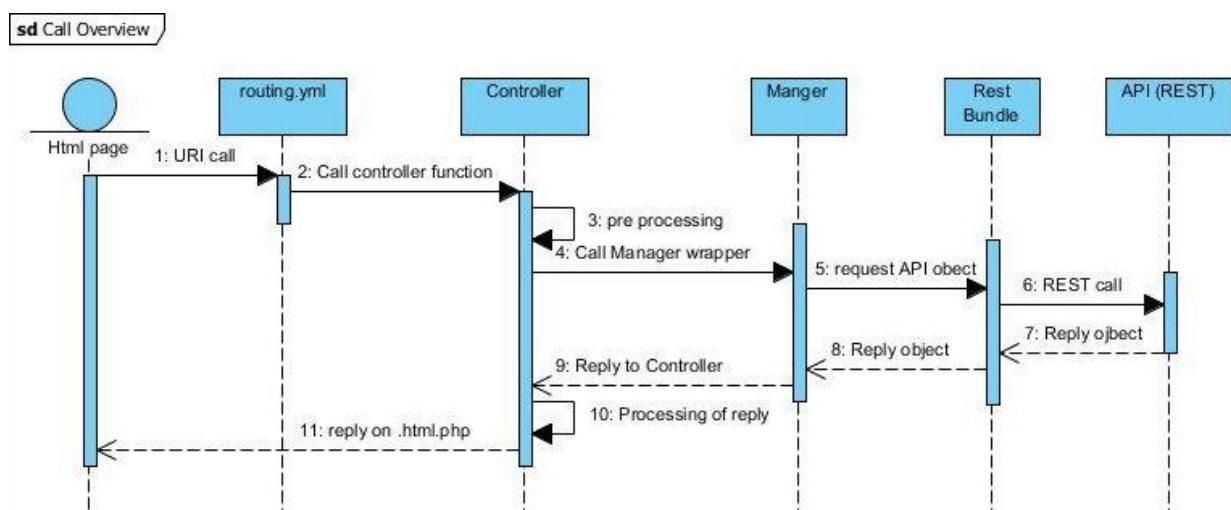 sd Call Overview
Html page
routing.yml
Controller
Manger
Rest
Bundle
API (REST)
1: URI call
2: Call controller function
3: pre processing
4: Call Manager wrapper
5: request API obect
6: REST call
7: Reply ojbect
8: Reply object
9: Reply to Controller
10: Processing of reply
11: reply on .html.php